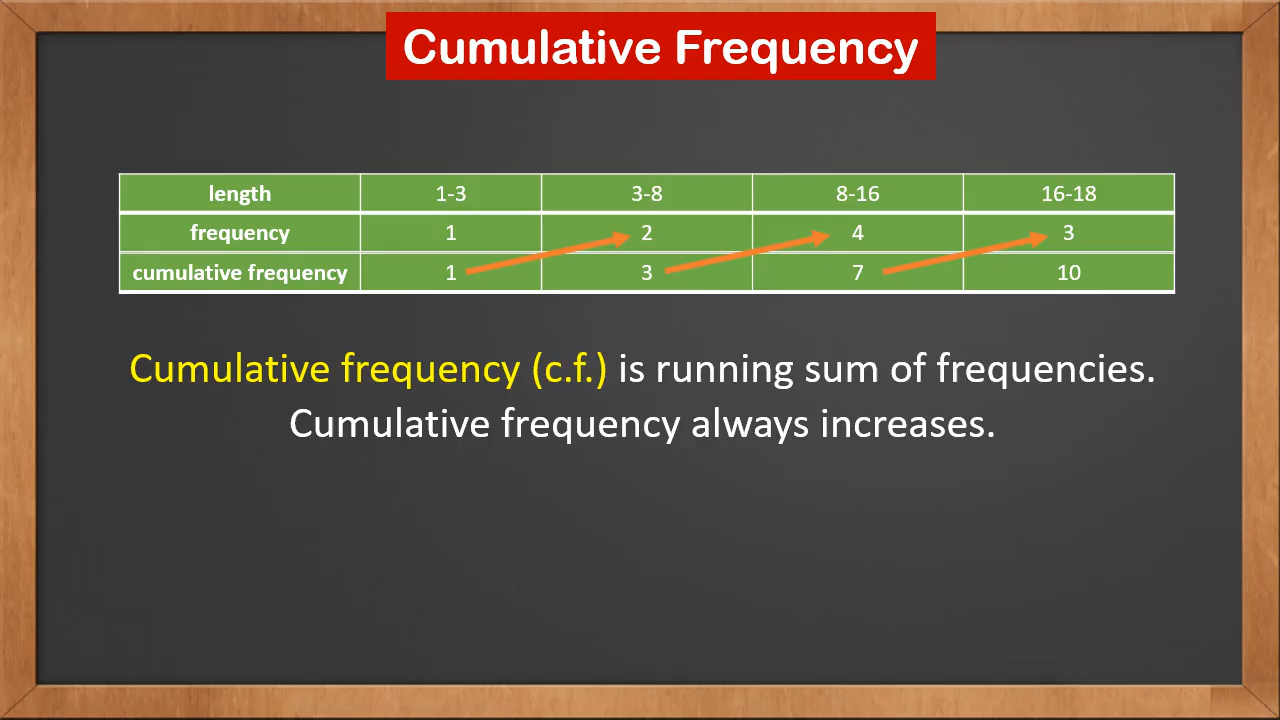 Cumulative Frequency
length 1-3 3-8 8-16 16-18
frequency 1 2 4 3
cumulative frequency 1 3 7 10
Cumulative frequency (c.f.) is running sum of frequencies.
Cumulative frequency always increases.